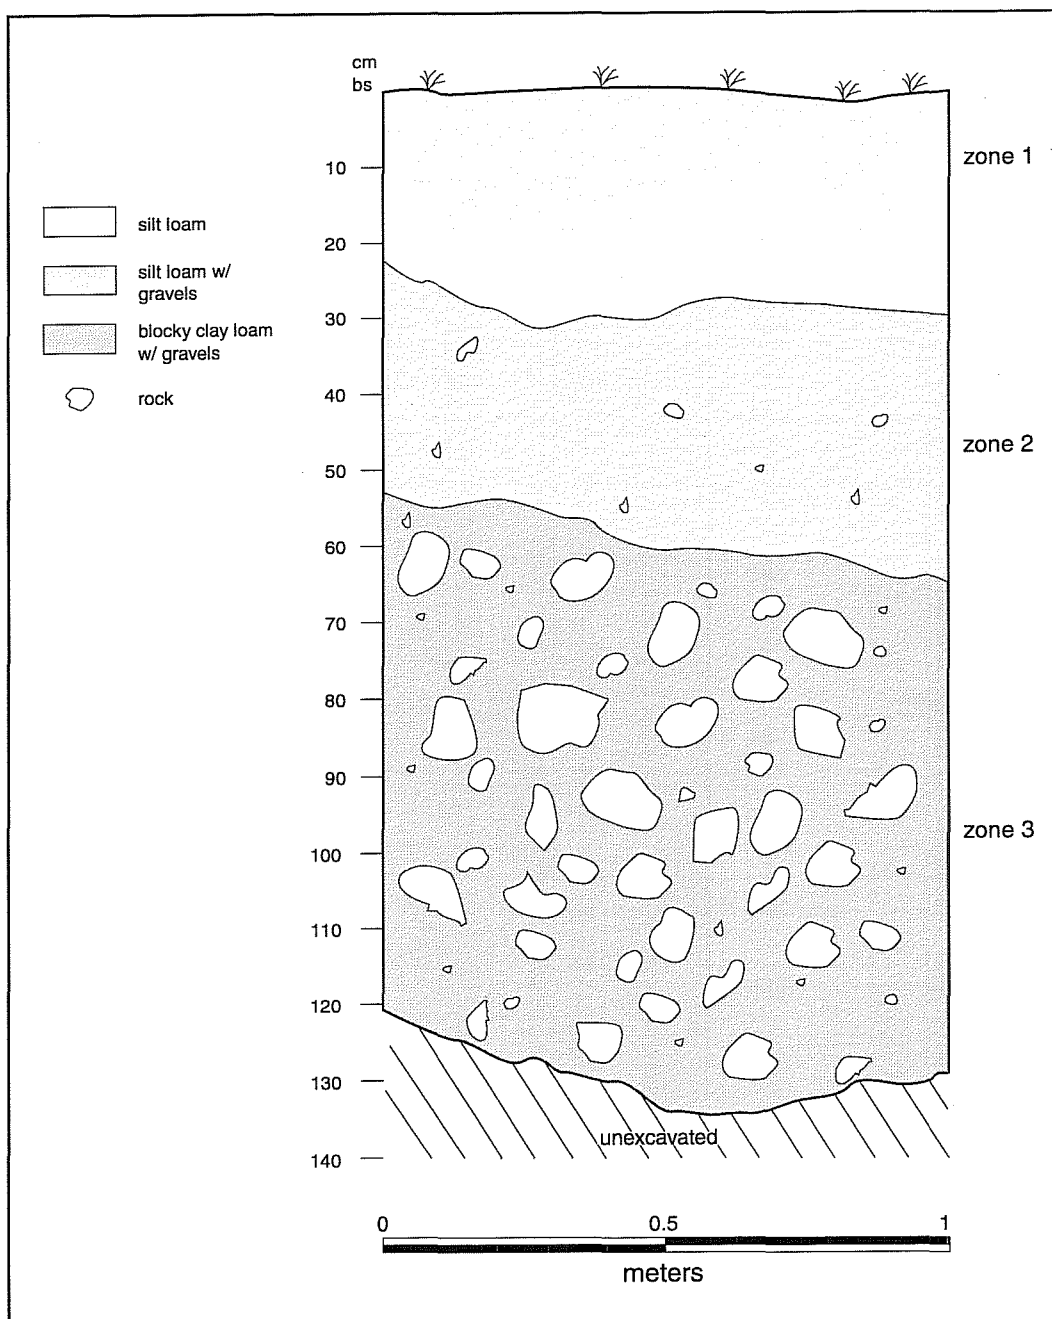 cm
bs
10
20
30
40
50
60
70
80
90
100
110
120
130
140
zone 1
zone 2
zone 3
silt loam
silt loam w/
gravels
blocky clay loam
w/ gravels
rock
unexcavated
0 0.5 1
meters